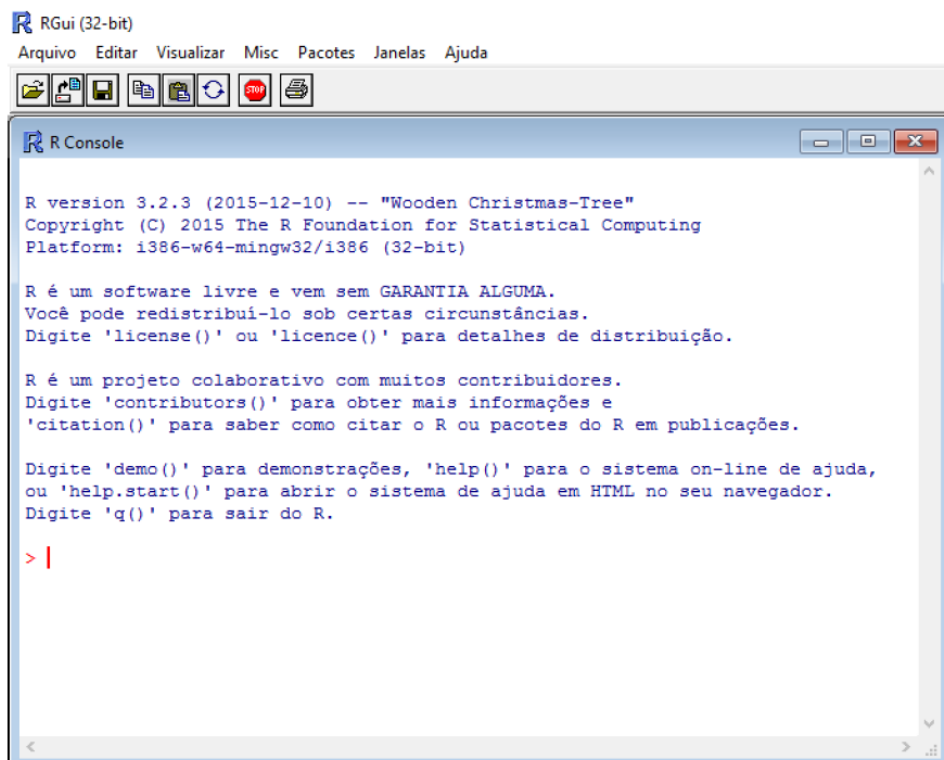 RGui (32-bit)
Arquivo Editar Visualizar Misc Pacotes Janelas Ajuda
STOP
R Console
R version 3.2.3 (2015-12-10) -- "Wooden Christmas-Tree"
Copyright (C) 2015 The R Foundation for Statistical Computing
Platform: i386-w64-mingw32/i386 (32-bit)
R é um software livre e vem sem GARANTIA ALGUMA.
Você pode redistribuí-lo sob certas circunstâncias.
Digite 'license()' ou 'licence()' para detalhes de distribuição.
R é um projeto colaborativo com muitos contribuidores.
Digite 'contributors()' para obter mais informações e
'citation()' para saber como citar o R ou pacotes do R em publicações.
Digite 'demo()' para demonstrações, 'help()' para o sistema on-line de ajuda,
ou 'help.start()' para abrir o sistema de ajuda em HTML no seu navegador.
Digite 'q()' para sair do R.
>